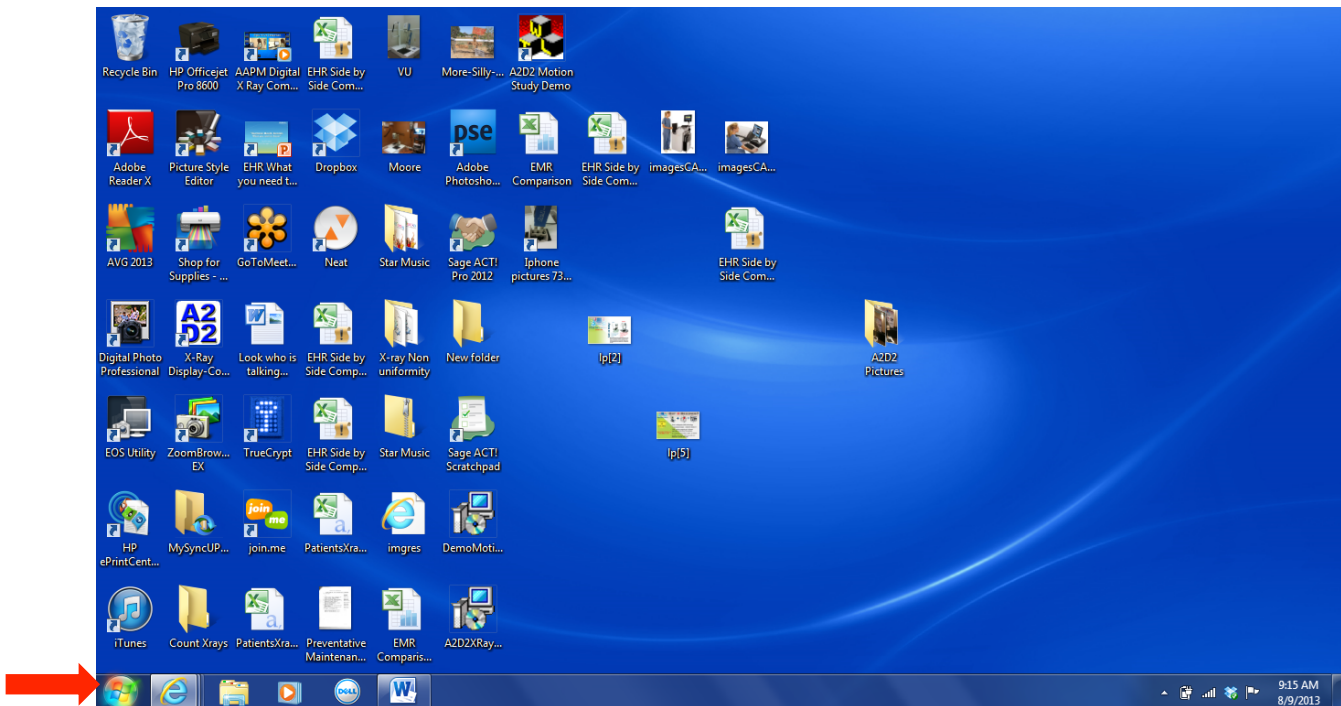 Recycle Bin
HP Officejet
Pro 8600
AAPM Digital
X Ray Com...
EHR Side by
Side Com...
VU
More-Silly-...
A2D2 Motion
Study Demo
Adobe
Reader X
Picture Style
Editor
EHR What
you need t...
Dropbox
Moore
pse
Adobe
Photosho...
EMR
Comparison
EHR Side by
Side Com...
imagesCA...
imagesCA...
AVG 2013
Shop for
Supplies - ...
GoToMeet...
Neat
Star Music
Sage ACT!
Pro 2012
Iphone
pictures 73...
EHR Side by
Side Com...
Digital Photo
Professional
A2
D2
X-Ray
Display-Co...
Look who is
talking...
EHR Side by
Side Comp...
X-ray Non
uniformity
New folder
lp[2]
A2D2
Pictures
EOS Utility
ZoomBrow...
EX
TrueCrypt
EHR Side by
Side Comp...
Star Music
Sage ACT!
Scratchpad
lp[5]
HP
ePrintCent...
MySyncUP...
join
me
join.me
PatientsXra...
imgres
DemoMoti...
iTunes
Count Xrays
PatientsXra...
Preventative
Maintenan...
EMR
Comparis...
A2D2XRay...
DELL
9:15 AM
8/9/2013